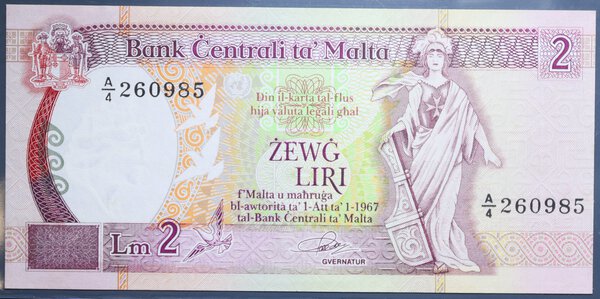 Bank Ċentrali ta' Malta
2
A/4 260985
Din il-karta tal-flus
hija valuta legali għal
ŻEWĠ
LIRI
f'Malta u maħruġa
bl-awtorità ta' l-Att ta' l-1967
tal-Bank Ċentrali ta' Malta
A/4 260985
Lm 2
GVERNATUR